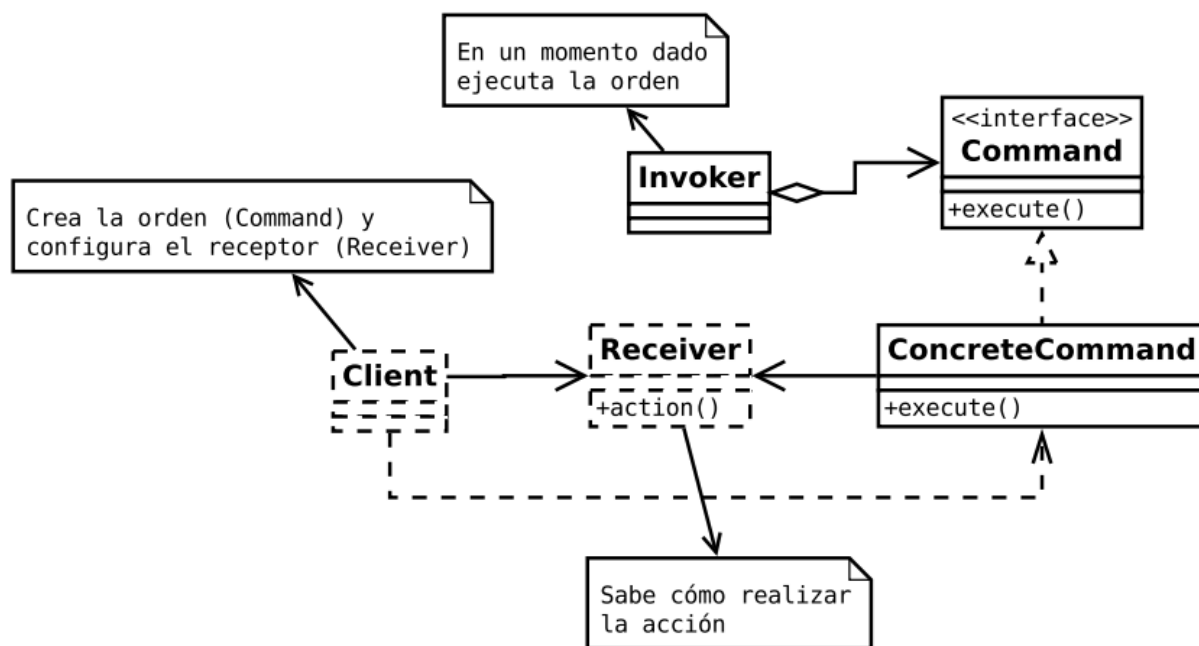 En un momento dado
ejecuta la orden
<<interface>>
Command
+execute()
Invoker
Crea la orden (Command) y
configura el receptor (Receiver)
Client
Receiver
+action()
ConcreteCommand
+execute()
Sabe cómo realizar
la acción